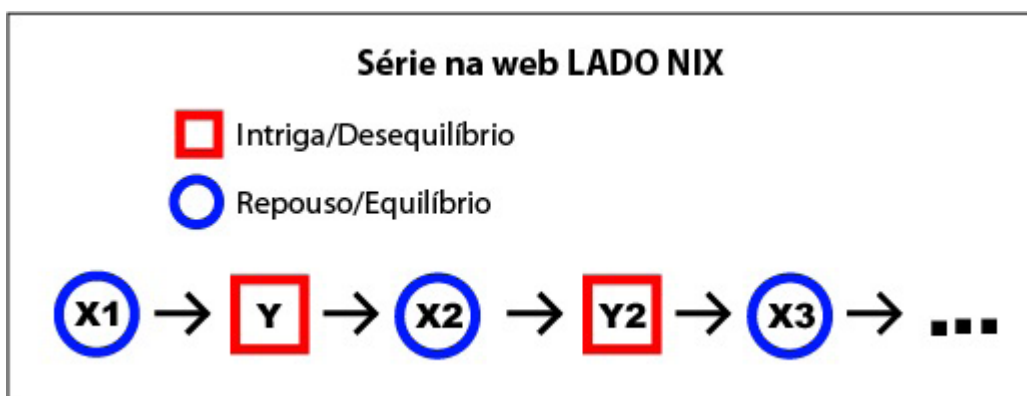 Série na web LADO NIX
Intriga/Desequilíbrio
Repouso/Equilíbrio
X1 → Y → X2 → Y2 → X3 → ...